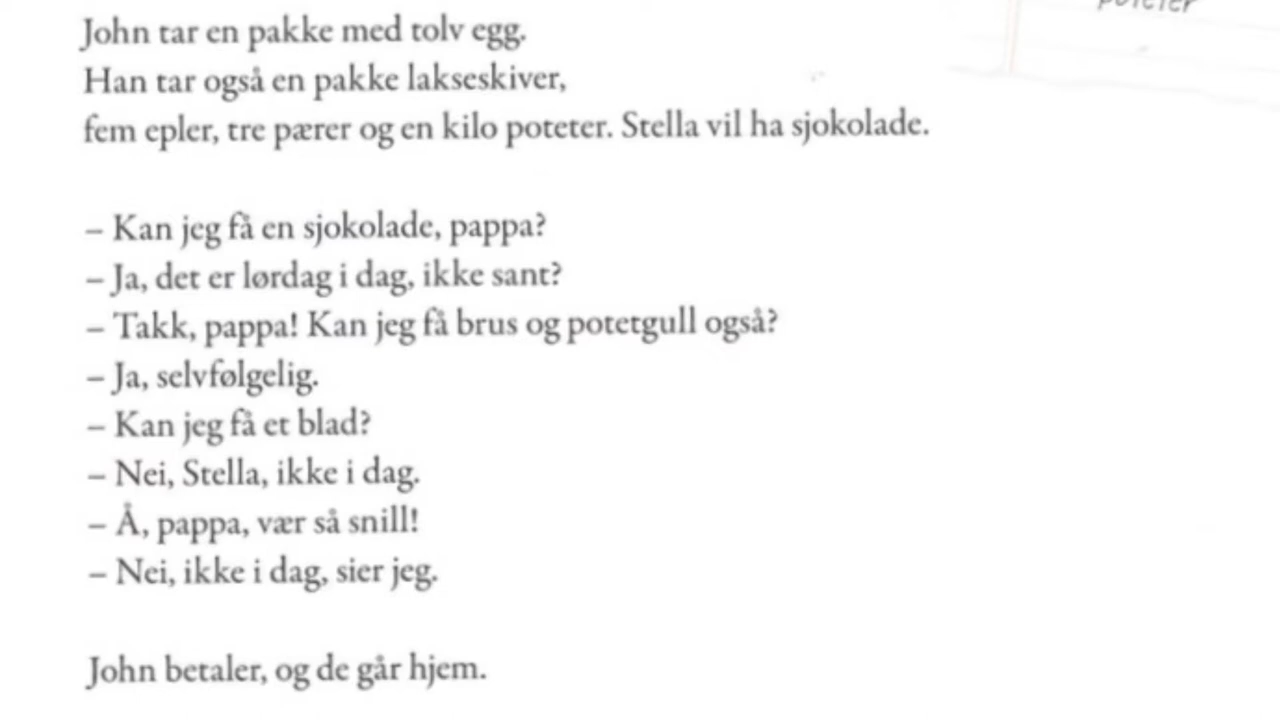 poteter
John tar en pakke med tolv egg.
Han tar også en pakke lakseskiver,
fem epler, tre pærer og en kilo poteter. Stella vil ha sjokolade.
– Kan jeg få en sjokolade, pappa?
– Ja, det er lørdag i dag, ikke sant?
– Takk, pappa! Kan jeg få brus og potetgull også?
– Ja, selvfølgelig.
– Kan jeg få et blad?
– Nei, Stella, ikke i dag.
– Å, pappa, vær så snill!
– Nei, ikke i dag, sier jeg.
John betaler, og de går hjem.